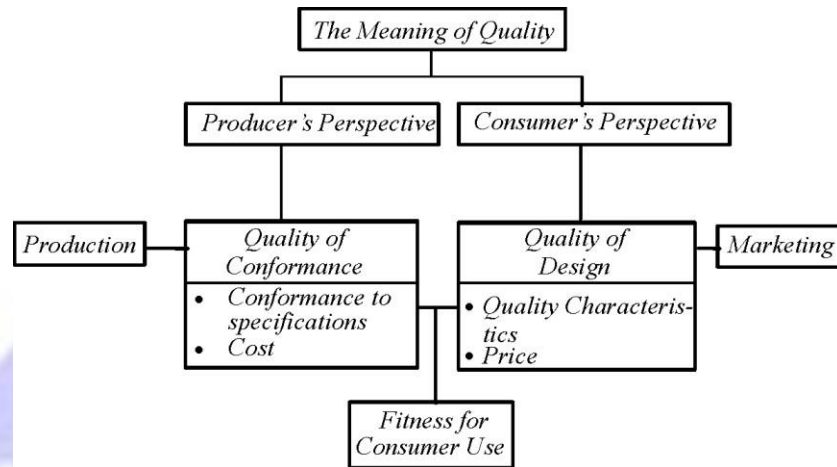 The Meaning of Quality
Producer's Perspective
Consumer's Perspective
Production
Quality of
Conformance
• Conformance to
specifications
• Cost
Quality of
Design
• Quality Characteris-
tics
• Price
Marketing
Fitness for
Consumer Use